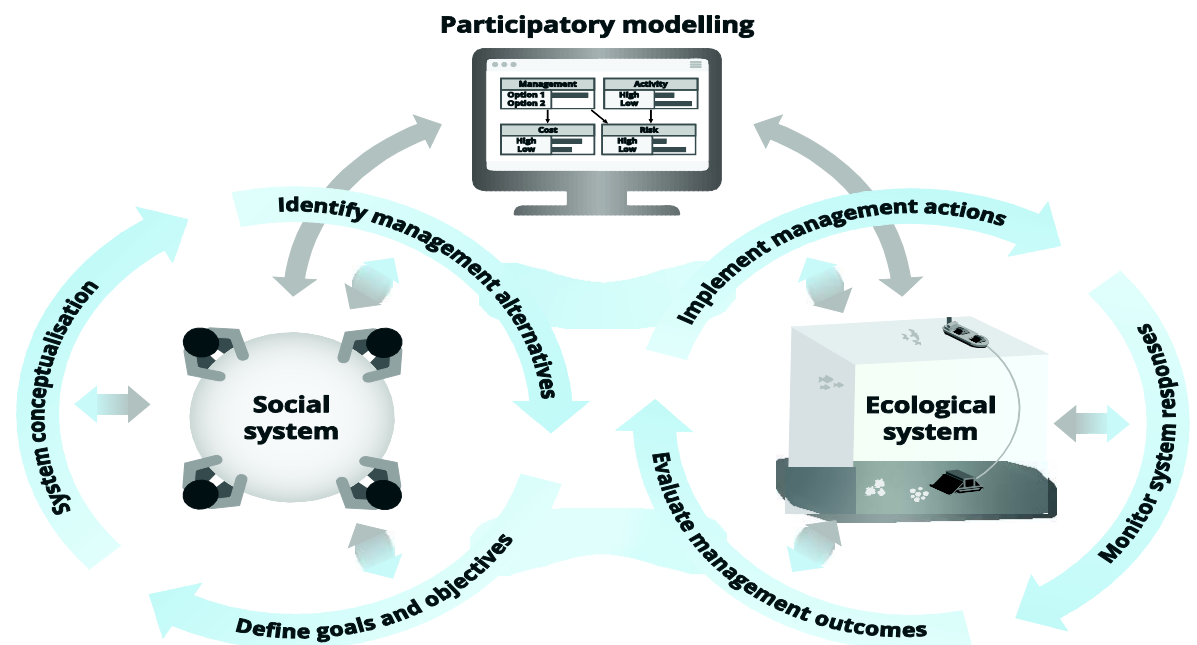 Participatory modelling
Management
Option 1
Option 2
Activity
High
Low
Cost
High
Low
Risk
High
Low
Identify management alternatives
Implement management actions
System conceptualisation
Social
system
Ecological
system
Monitor system responses
Define goals and objectives
Evaluate management outcomes